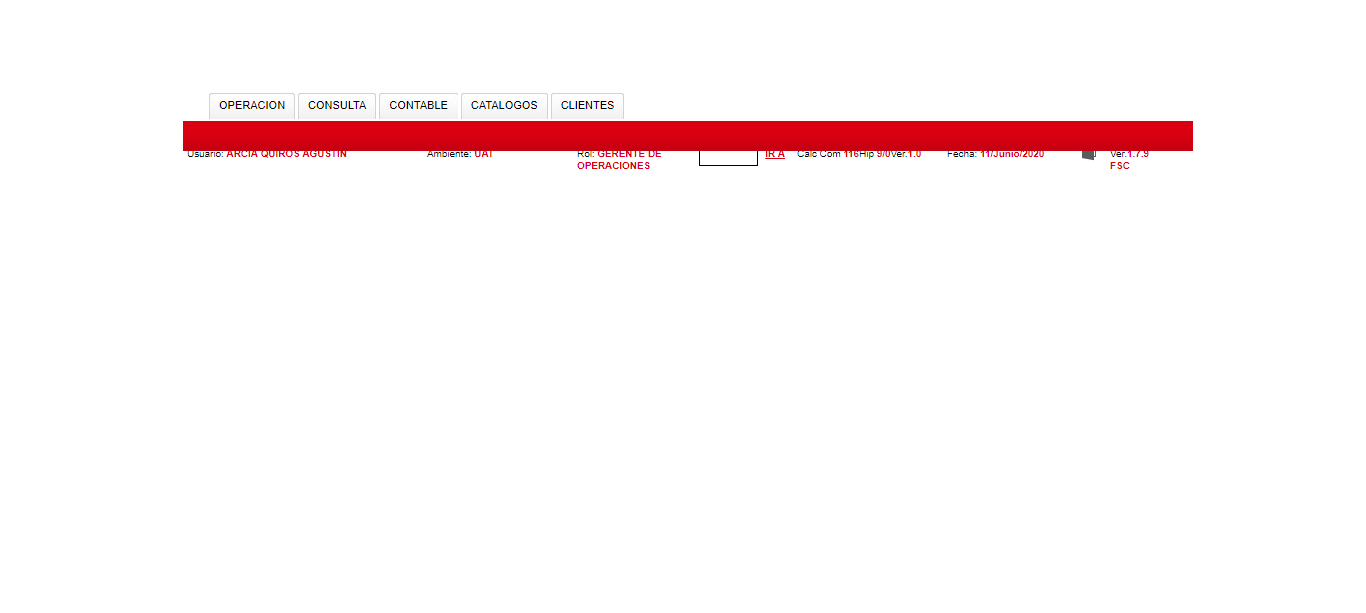 OPERACION CONSULTA CONTABLE CATALOGOS CLIENTES
Usuario: ARCIA QUIROS AGUSTIN Ambiente: UAT Rol: GERENTE DE IR A Calc Com 116Hip 9/0Ver.1.0 Fecha: 11/Junio/2020 Ver.1.7.9
OPERACIONES FSC